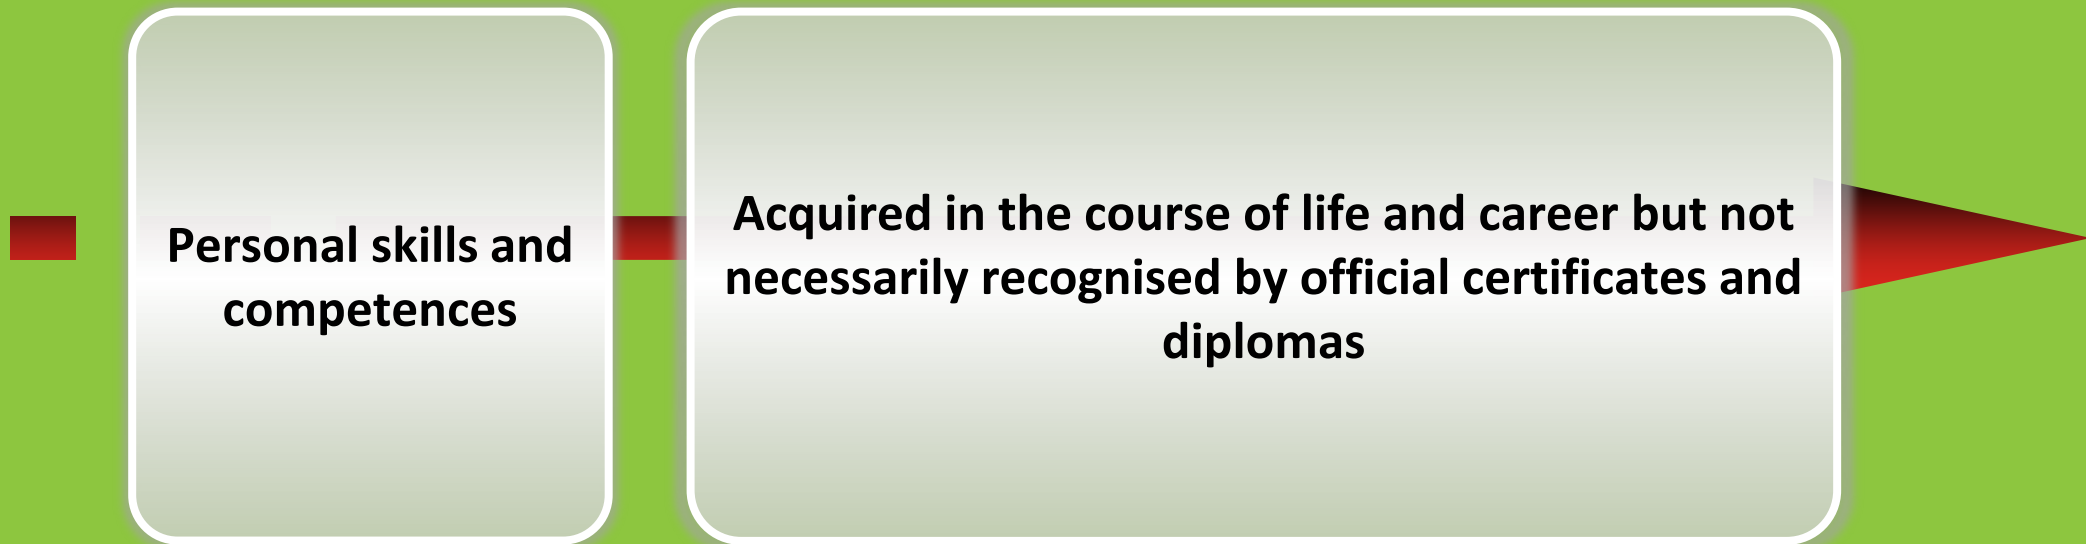 Personal skills and
competences
Acquired in the course of life and career but not
necessarily recognised by official certificates and
diplomas